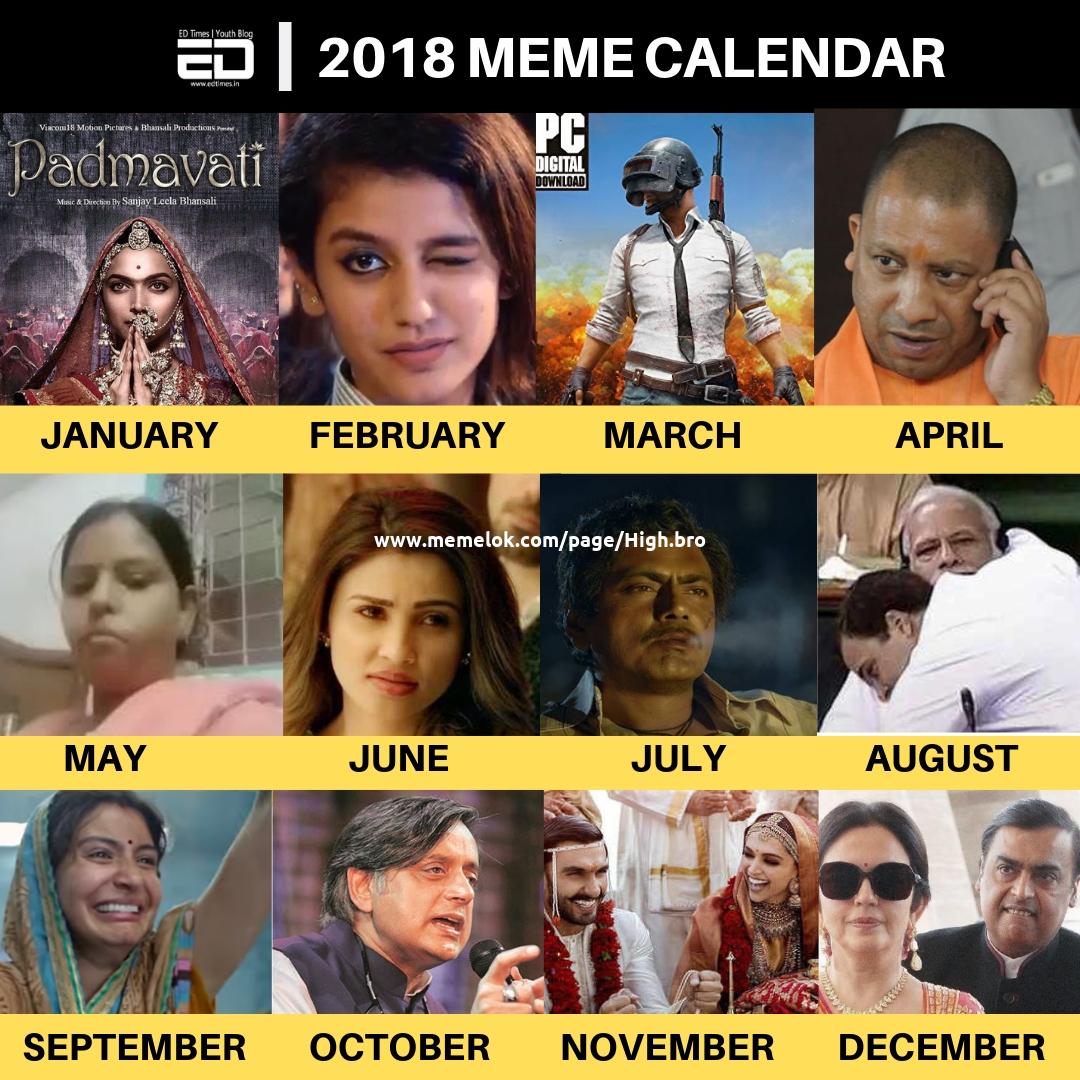 ED Times | Youth Blog
ED
www.edtimes.in
2018 MEME CALENDAR
Viacom18 Motion Pictures & Bhansali Productions Present
Padmavati
Music & Direction By Sanjay Leela Bhansali
PC
DIGITAL
DOWNLOAD
JANUARY
FEBRUARY
MARCH
APRIL
www.memelok.com/page/High.bro
MAY
JUNE
JULY
AUGUST
SEPTEMBER
OCTOBER
NOVEMBER
DECEMBER